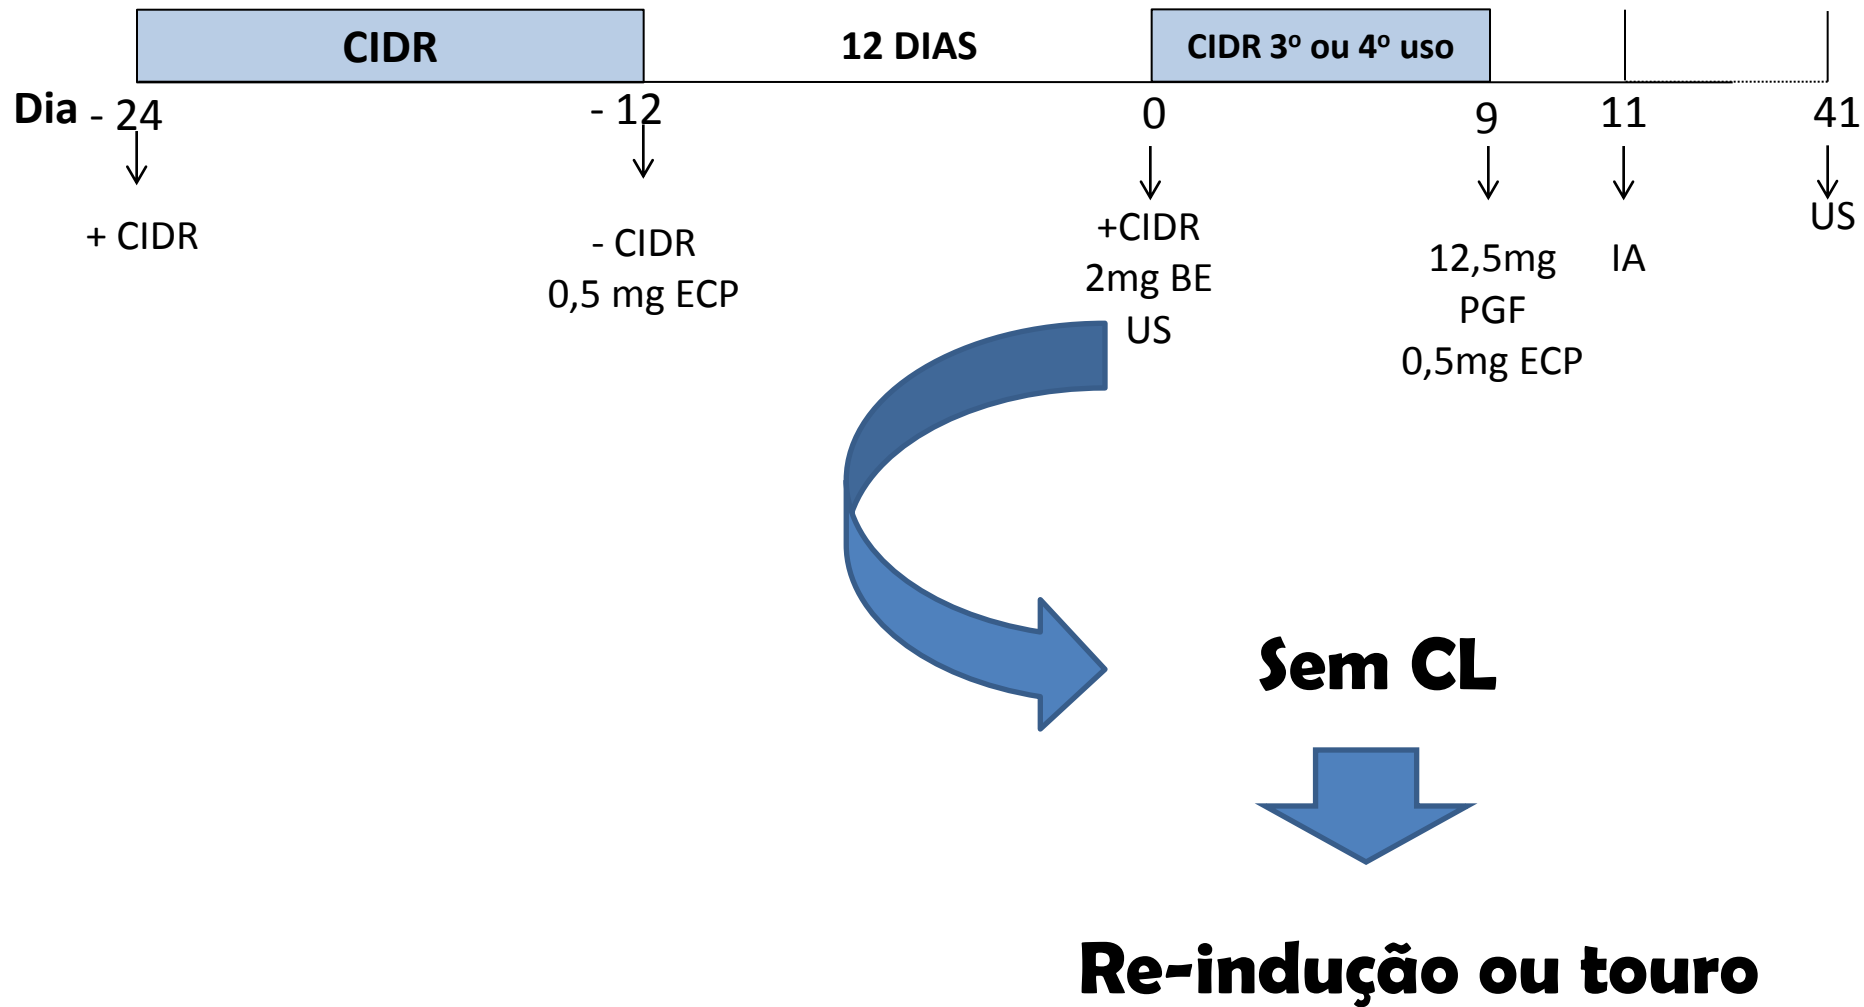 CIDR
12 DIAS
CIDR 3º ou 4º uso
Dia
- 24
- 12
0
9
11
41
+ CIDR
- CIDR
0,5 mg ECP
+CIDR
2mg BE
US
12,5mg
PGF
0,5mg ECP
IA
US
Sem CL
Re-indução ou touro